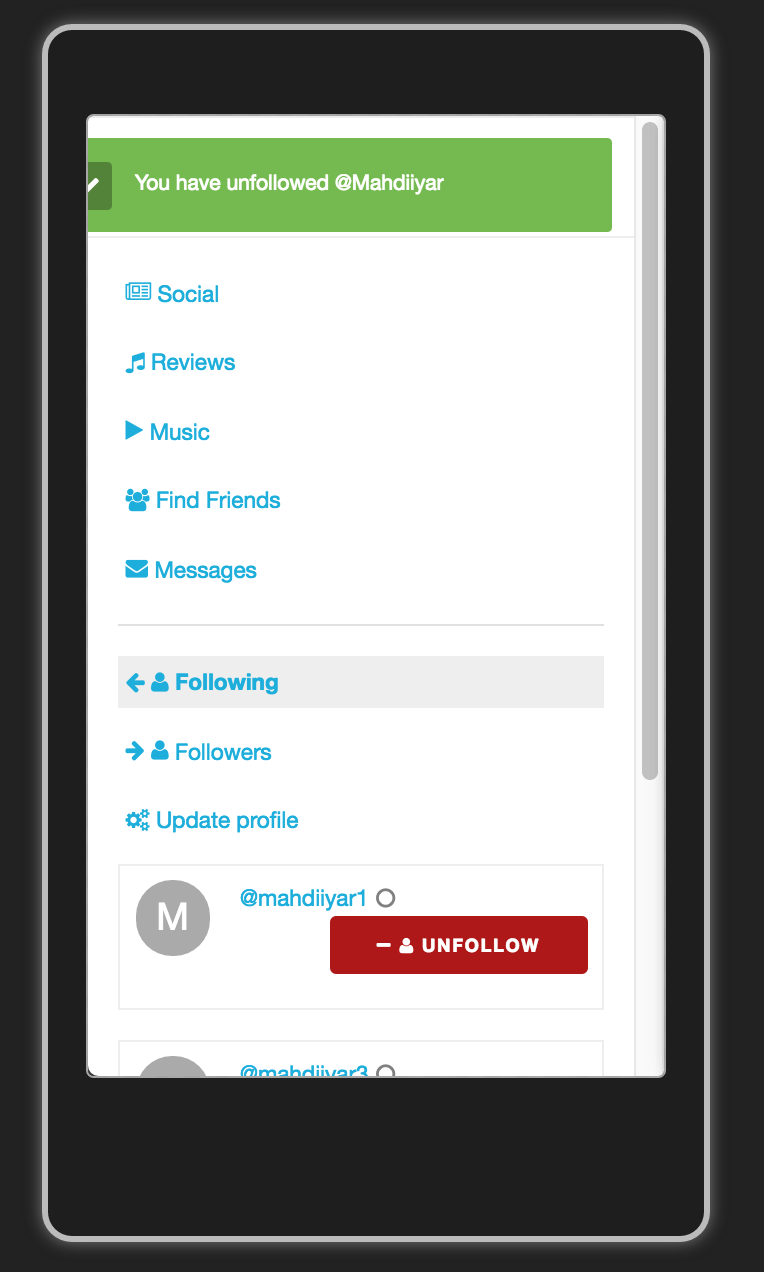 You have unfollowed @Mahdiiyar
Social
Reviews
Music
Find Friends
Messages
Following
Followers
Update profile
M
@mahdiiyar1
UNFOLLOW
@mahdiiyar3